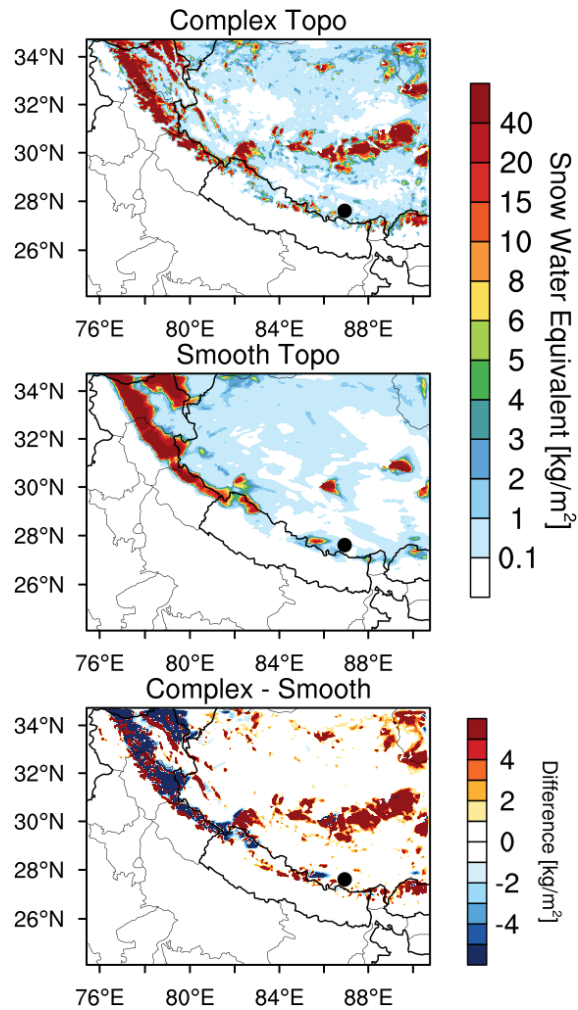 Complex Topo
34°N
32°N
30°N
28°N
26°N
76°E 80°E 84°E 88°E
Smooth Topo
34°N
32°N
30°N
28°N
26°N
76°E 80°E 84°E 88°E
Complex - Smooth
34°N
32°N
30°N
28°N
26°N
76°E 80°E 84°E 88°E
40
20
15
10
8
6
5
4
3
2
1
0.1
Snow Water Equivalent [kg/m²]
4
2
0
-2
-4
Difference [kg/m²]